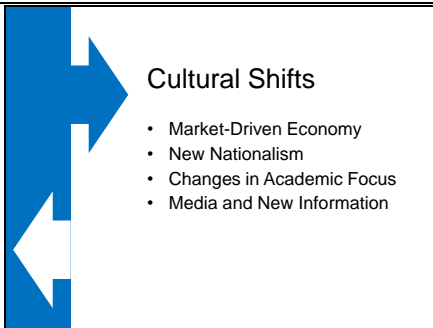 Cultural Shifts
• Market-Driven Economy
• New Nationalism
• Changes in Academic Focus
• Media and New Information